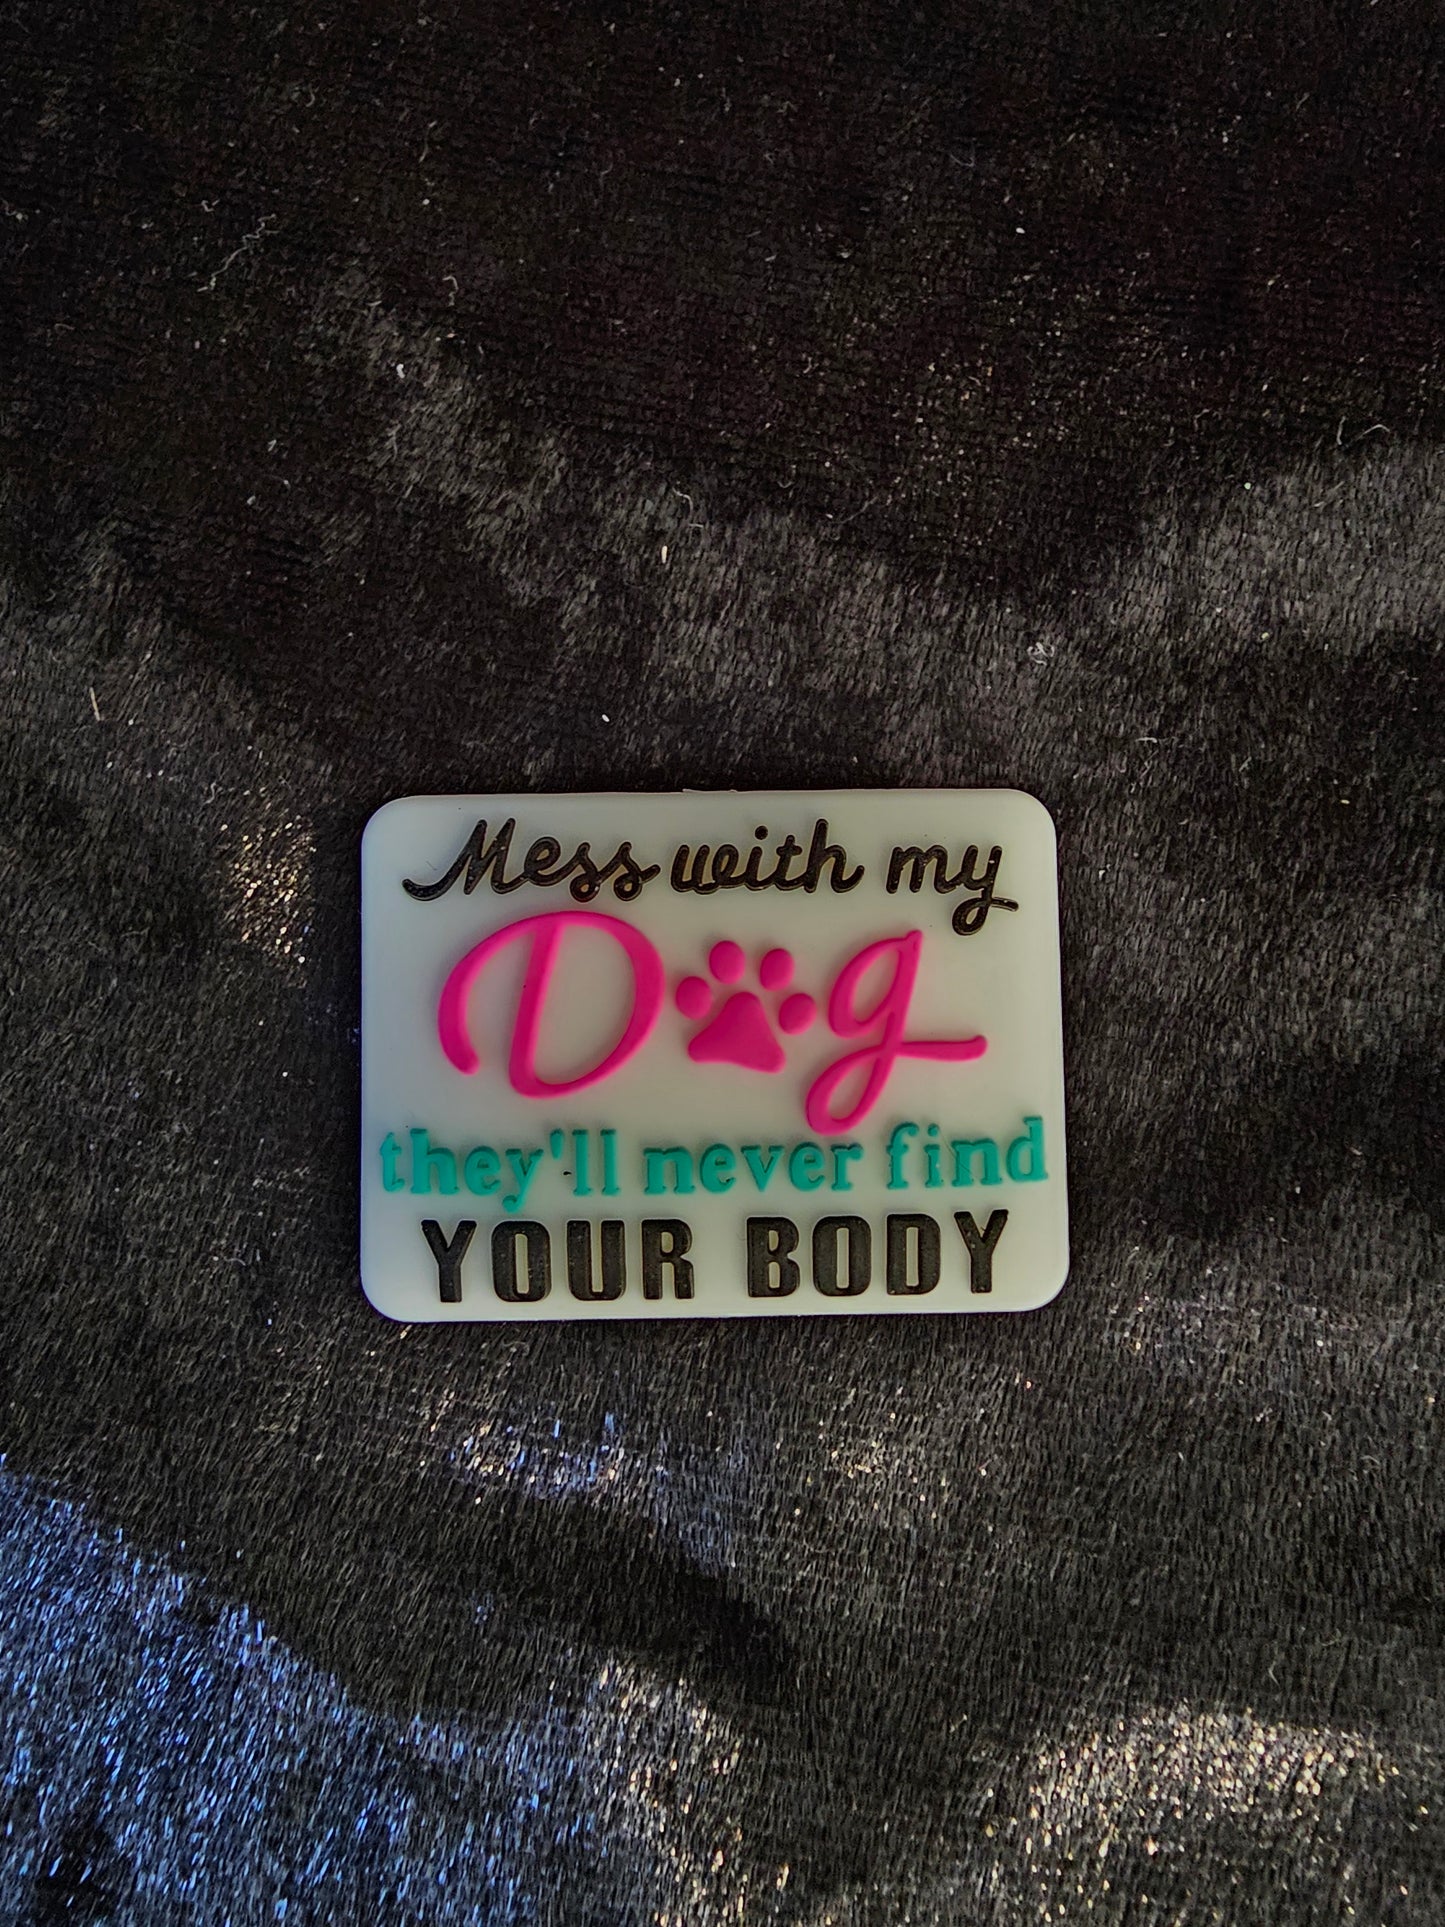 Mess with my
Dog
they'll never find
YOUR BODY